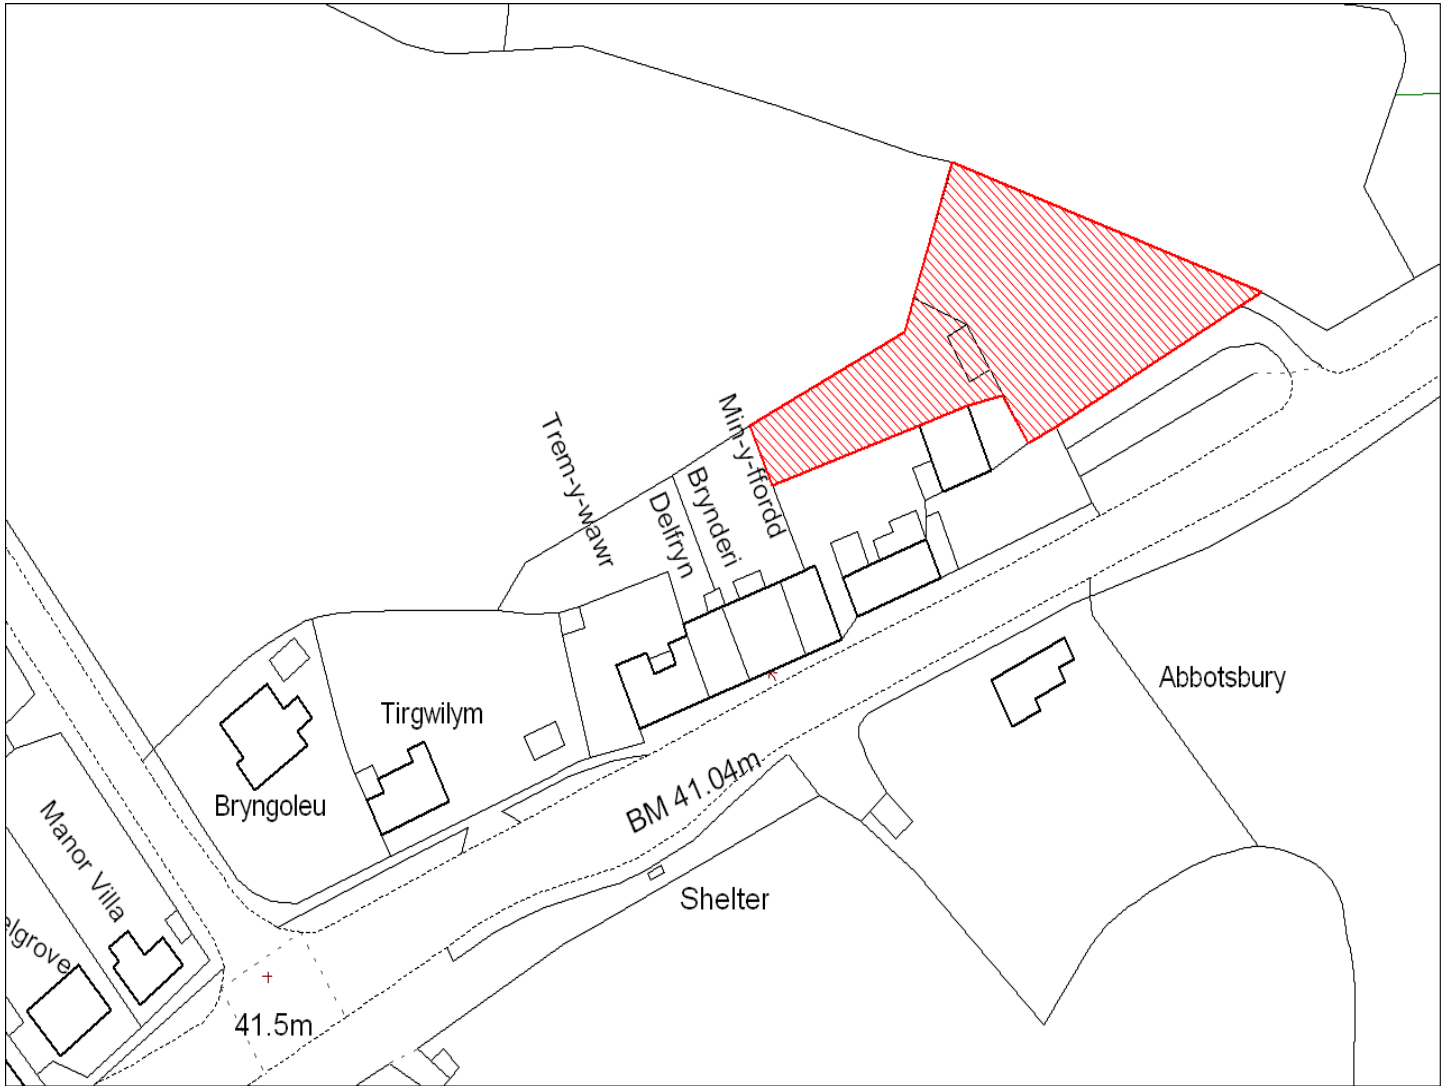 Trem-y-wawr
Delfryn
Brynderi
Min-y-ffordd
Abbotsbury
Tirgwilym
Bryngoleu
BM 41.04m
Manor Villa
Shelter
elgrove
41.5m